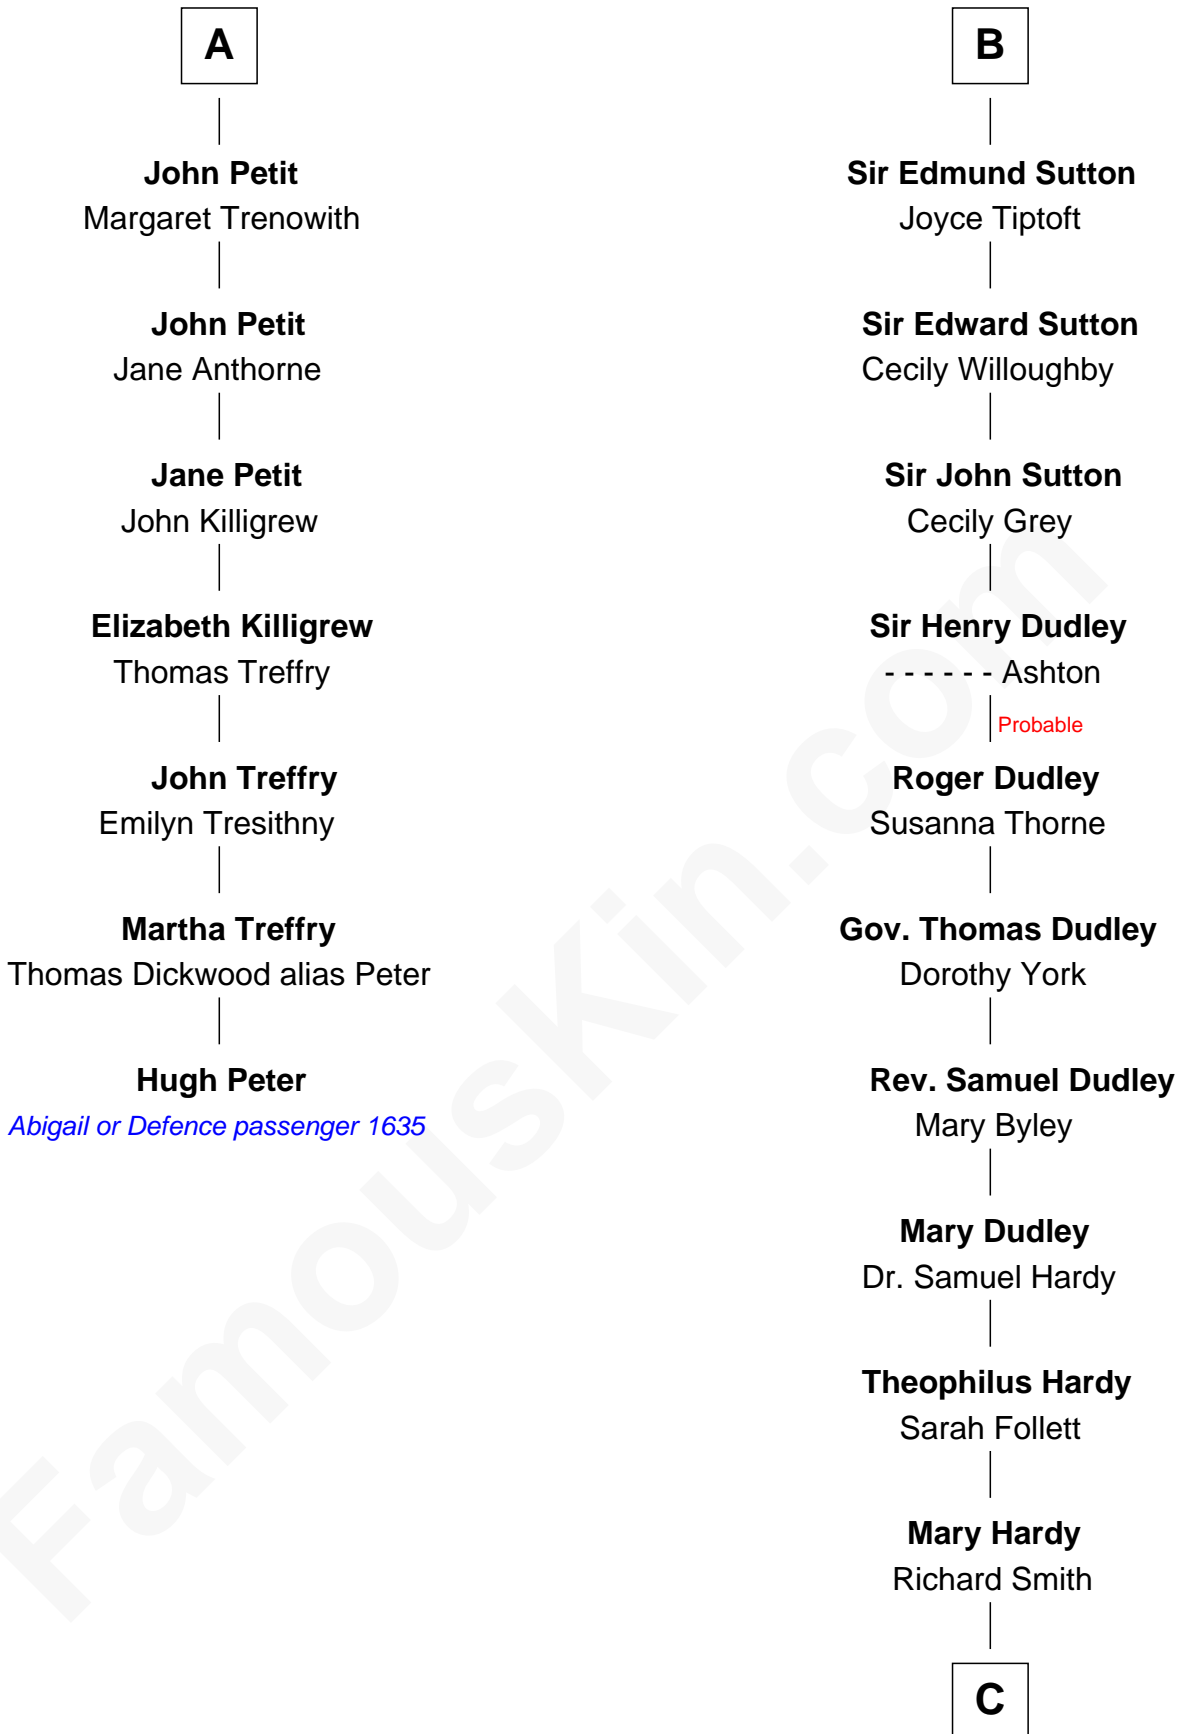 A
John Petit
Margaret Trenowith
John Petit
Jane Anthorne
Jane Petit
John Killigrew
Elizabeth Killigrew
Thomas Treffry
John Treffry
Emilyn Tresithny
Martha Treffry
Thomas Dickwood alias Peter
Hugh Peter
Abigail or Defence passenger 1635
B
Sir Edmund Sutton
Joyce Tiptoft
Sir Edward Sutton
Cecily Willoughby
Sir John Sutton
Cecily Grey
Sir Henry Dudley
- - - - - - Ashton
Probable
Roger Dudley
Susanna Thorne
Gov. Thomas Dudley
Dorothy York
Rev. Samuel Dudley
Mary Byley
Mary Dudley
Dr. Samuel Hardy
Theophilus Hardy
Sarah Follett
Mary Hardy
Richard Smith
C
FamousKin.com